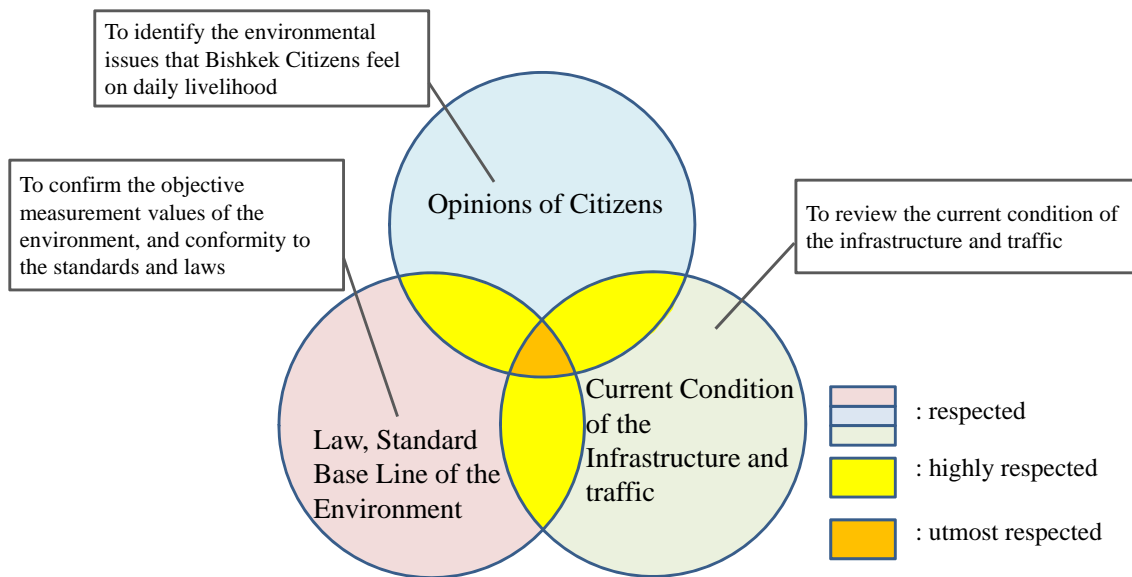 To identify the environmental
issues that Bishkek Citizens feel
on daily livelihood
To confirm the objective
measurement values of the
environment, and conformity to
the standards and laws
Opinions of Citizens
To review the current condition of
the infrastructure and traffic
Law, Standard
Base Line of the
Environment
Current Condition
of the
Infrastructure and
traffic
: respected
: highly respected
: utmost respected